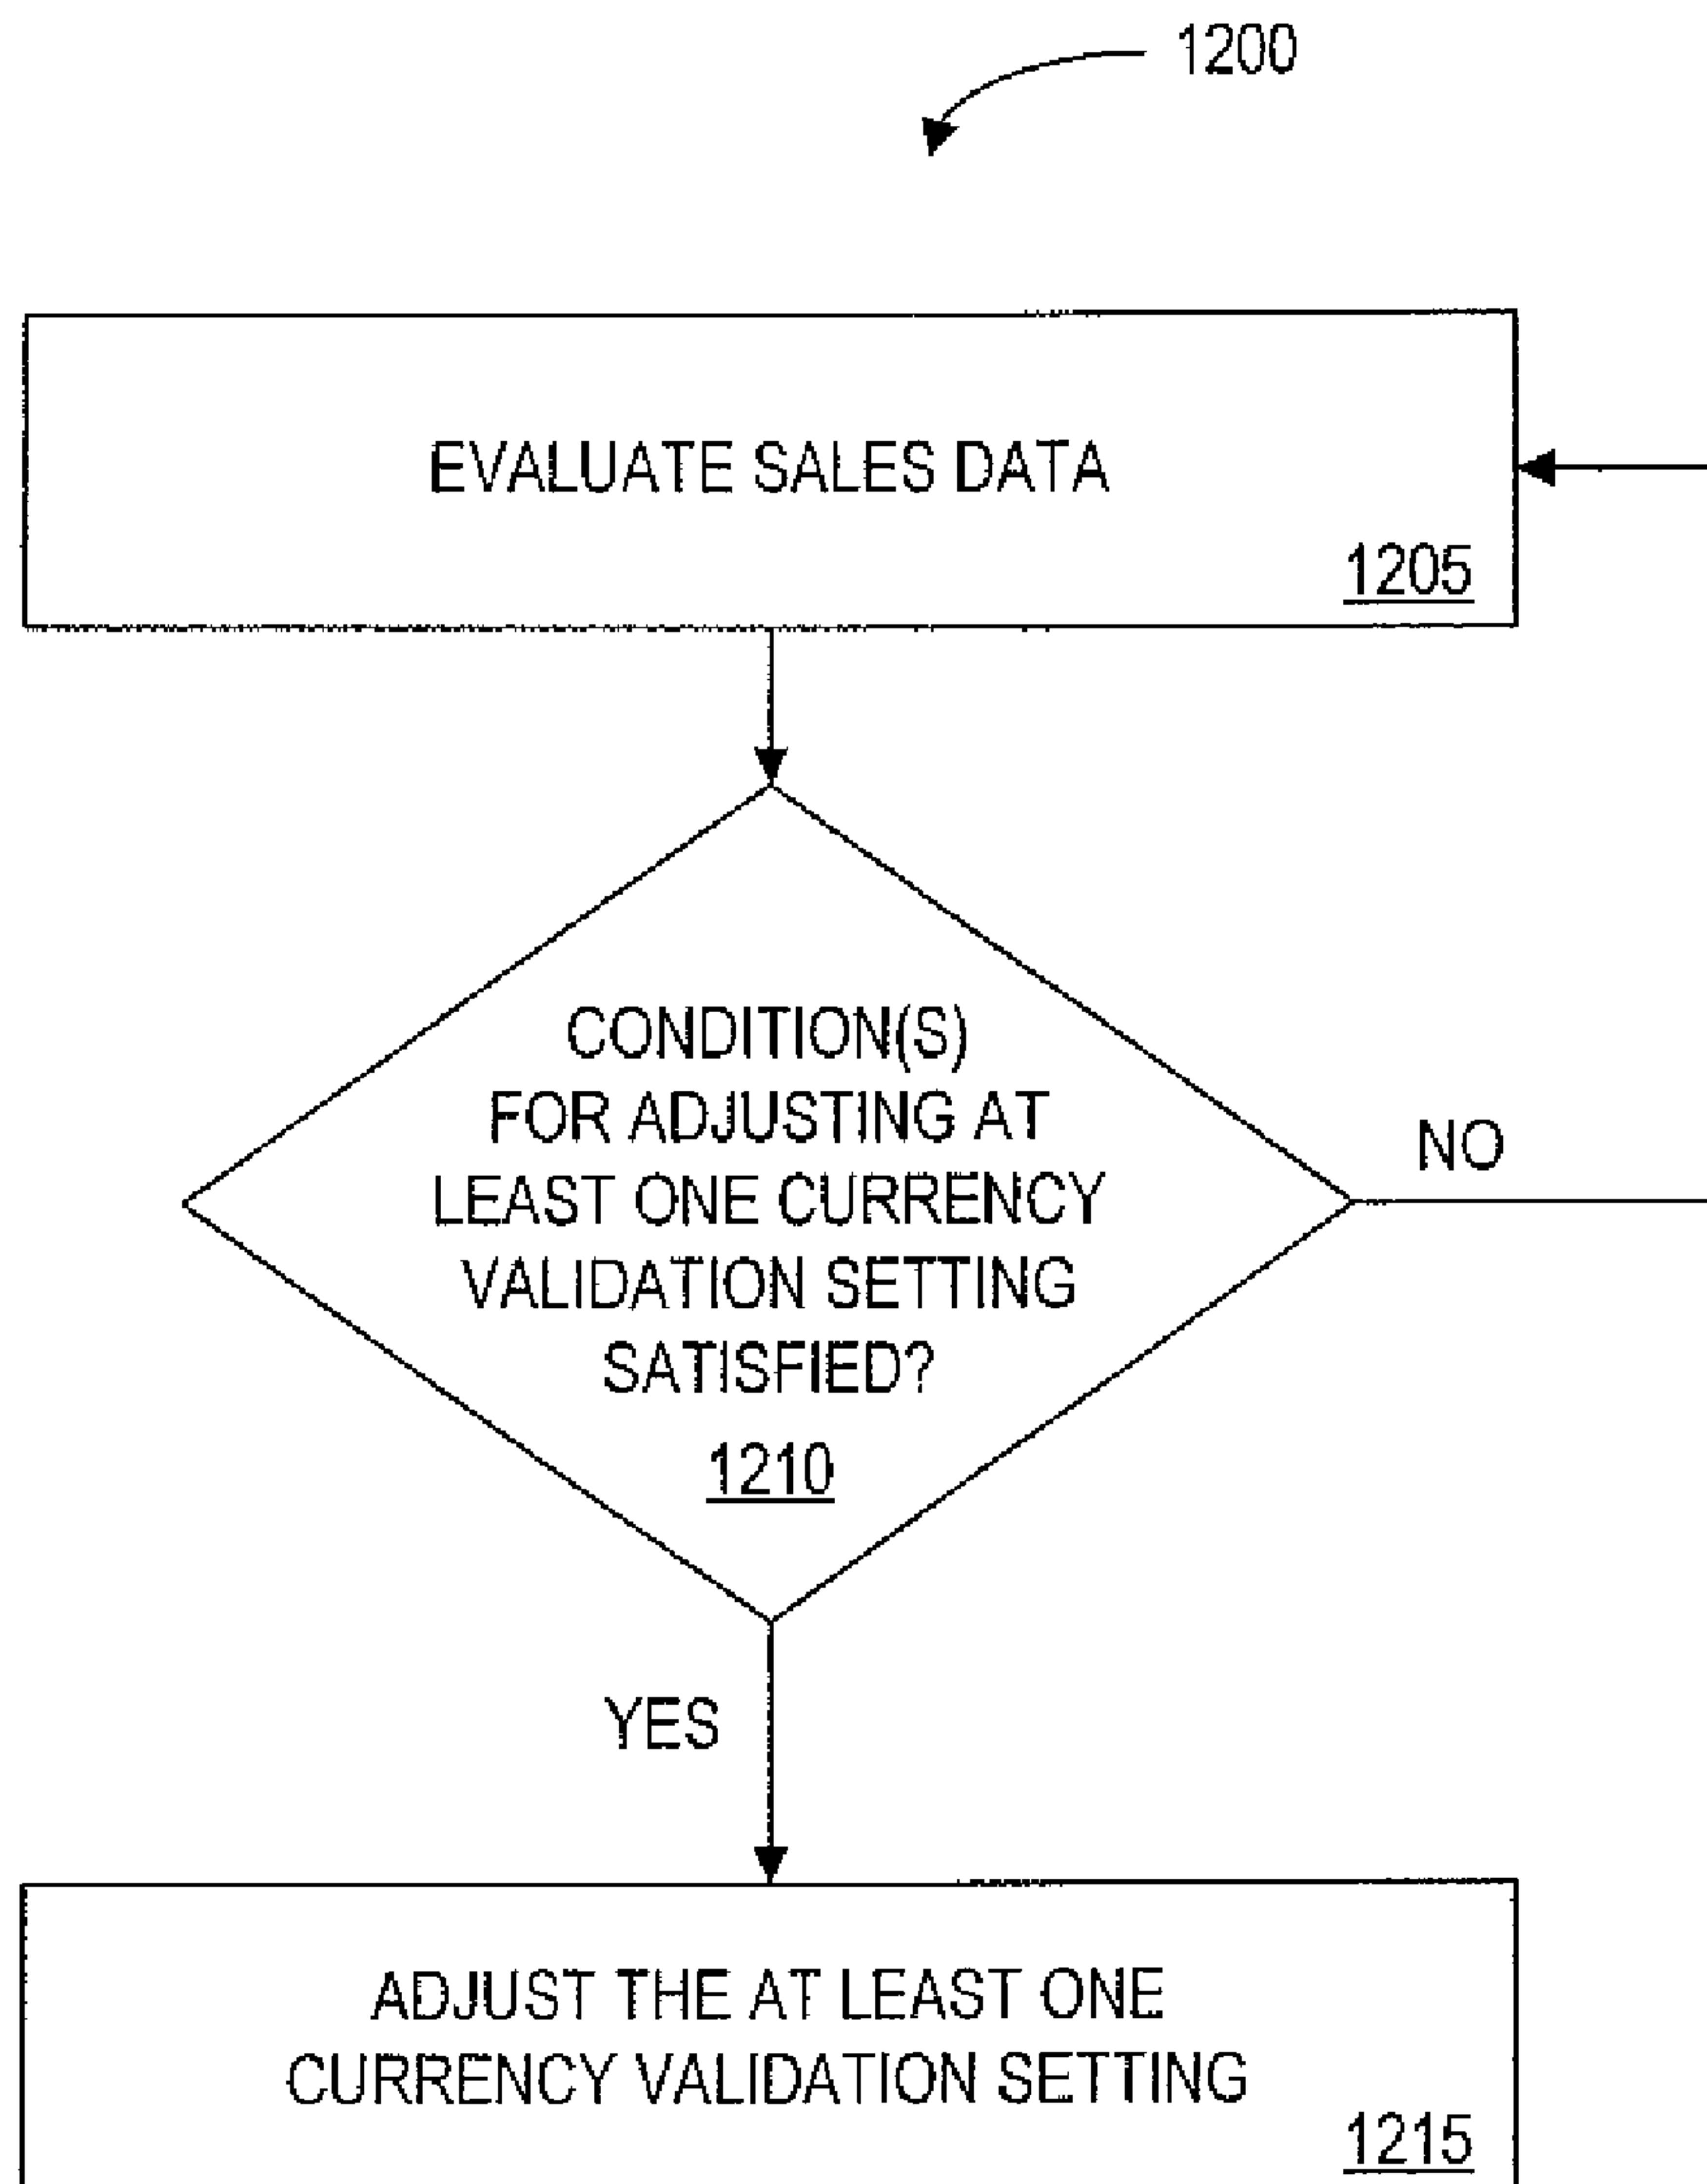 1200
EVALUATE SALES DATA
1205
CONDITION(S)
FOR ADJUSTING AT
LEAST ONE CURRENCY
VALIDATION SETTING
SATISFIED?
1210
NO
YES
ADJUST THE AT LEAST ONE
CURRENCY VALIDATION SETTING
1215